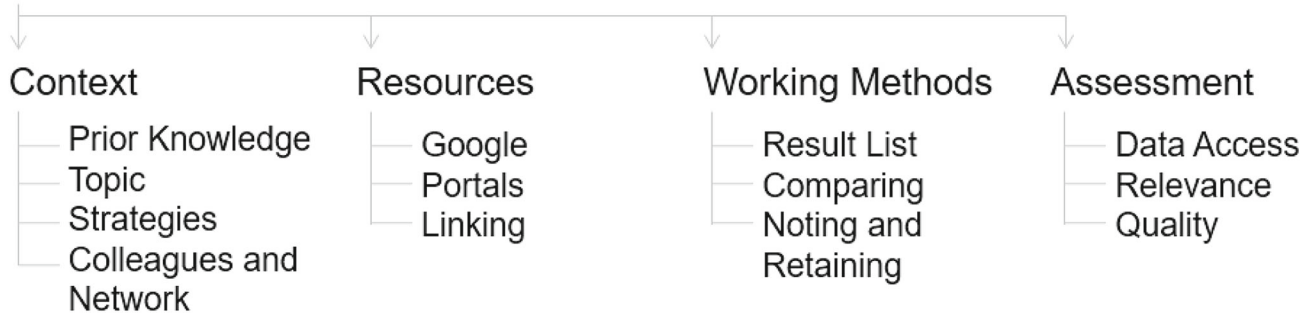 Context
Prior Knowledge
Topic
Strategies
Colleagues and
Network
Resources
Google
Portals
Linking
Working Methods
Result List
Comparing
Noting and
Retaining
Assessment
Data Access
Relevance
Quality